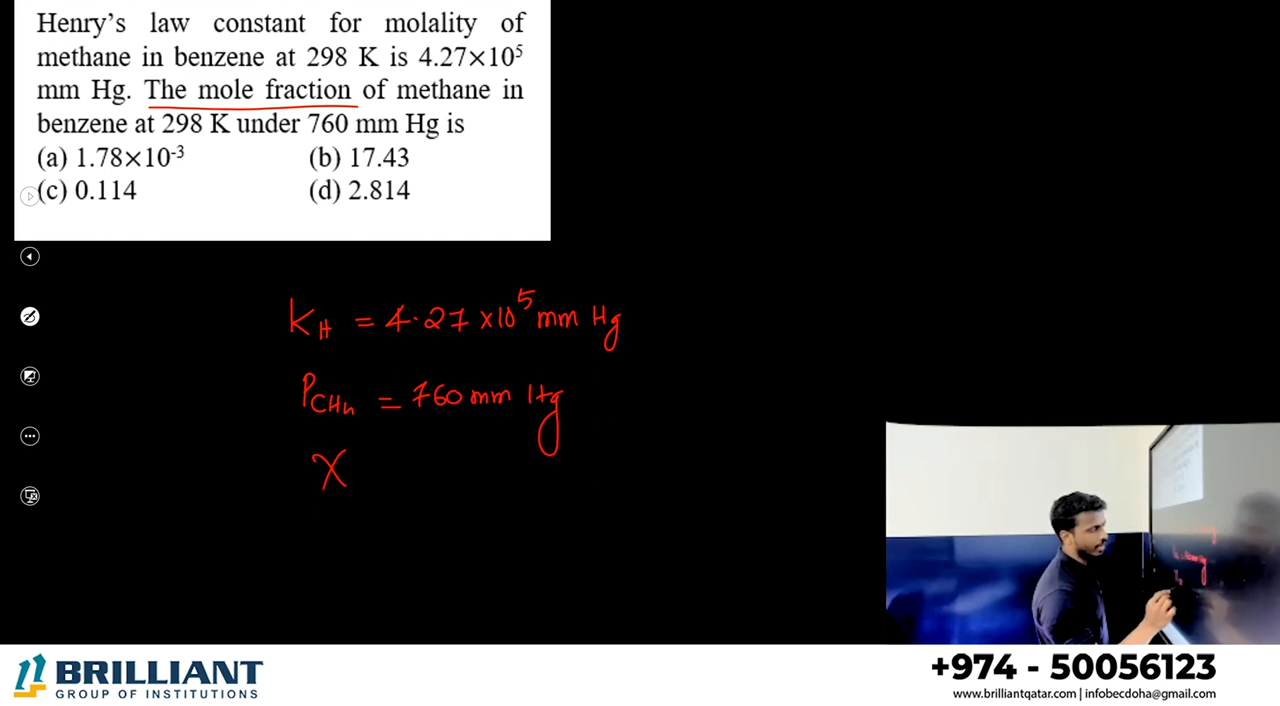 Henry's law constant for molality of
methane in benzene at 298 K is 4.27×10⁵
mm Hg. The mole fraction of methane in
benzene at 298 K under 760 mm Hg is
(a) 1.78×10⁻³ (b) 17.43
(c) 0.114 (d) 2.814
K_H = 4.27 ×10⁵ mm Hg
P_CH₄ = 760 mm Hg
X
BRILLIANT
GROUP OF INSTITUTIONS
+974 - 50056123
www.brilliantqatar.com | infobecdoha@gmail.com